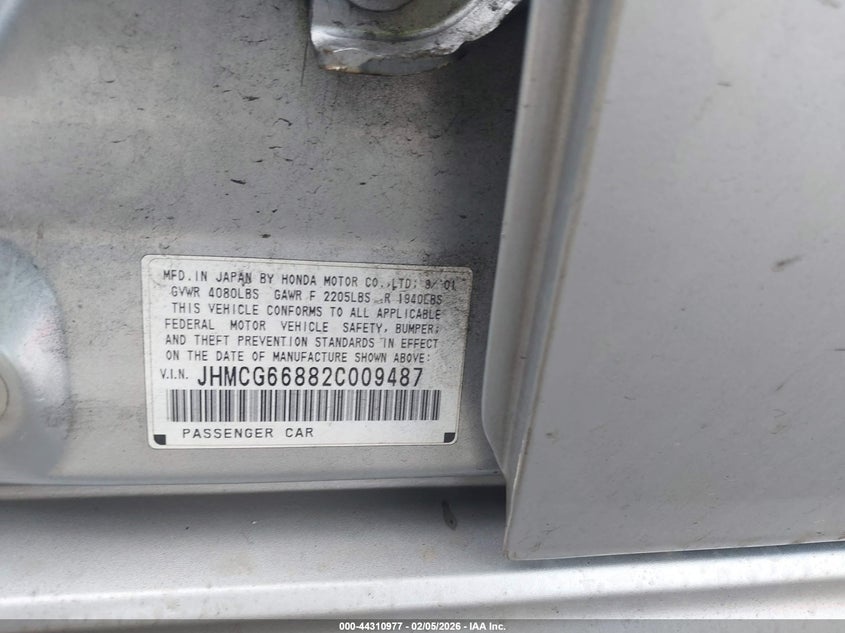 MFD. IN JAPAN BY HONDA MOTOR CO., LTD. 8/01
GVWR 4080LBS GAWR F 2205LBS R 1940LBS
THIS VEHICLE CONFORMS TO ALL APPLICABLE
FEDERAL MOTOR VEHICLE SAFETY, BUMPER,
AND THEFT PREVENTION STANDARDS IN EFFECT
ON THE DATE OF MANUFACTURE SHOWN ABOVE:
V.I.N. JHMCG66882C009487
PASSENGER CAR
000-44310977 - 02/05/2026 - IAA Inc.